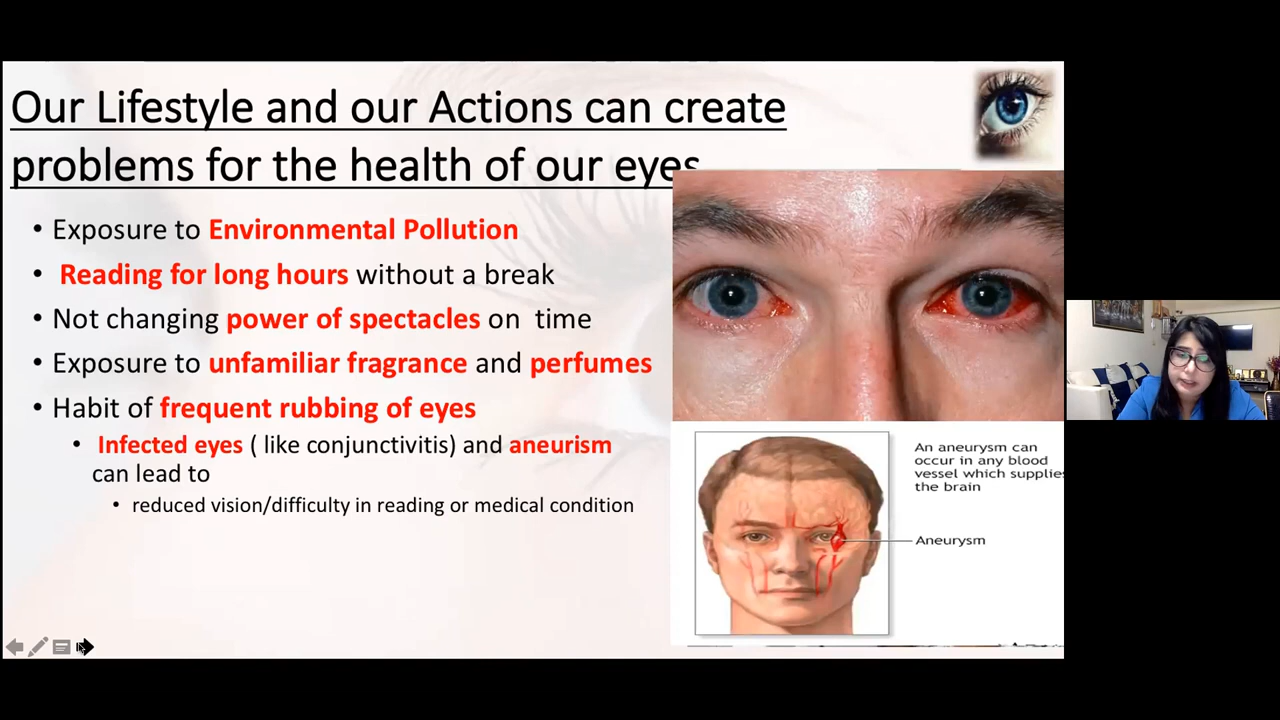 Our Lifestyle and our Actions can create
problems for the health of our eyes
• Exposure to Environmental Pollution
• Reading for long hours without a break
• Not changing power of spectacles on time
• Exposure to unfamiliar fragrance and perfumes
• Habit of frequent rubbing of eyes
• Infected eyes ( like conjunctivitis) and aneurism
can lead to
• reduced vision/difficulty in reading or medical condition
An aneurysm can
occur in any blood
vessel which supplies
the brain
Aneurysm